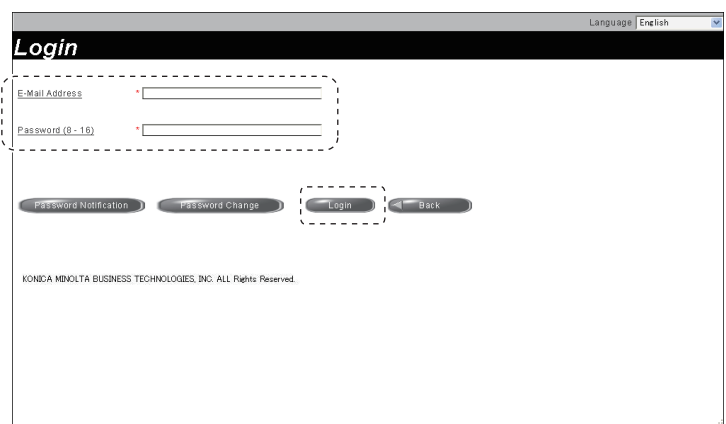 Language English
Login
E-Mail Address *
Password (8 - 16) *
Password Notification Password Change Login Back
KONICA MINOLTA BUSINESS TECHNOLOGIES, INC. ALL Rights Reserved.